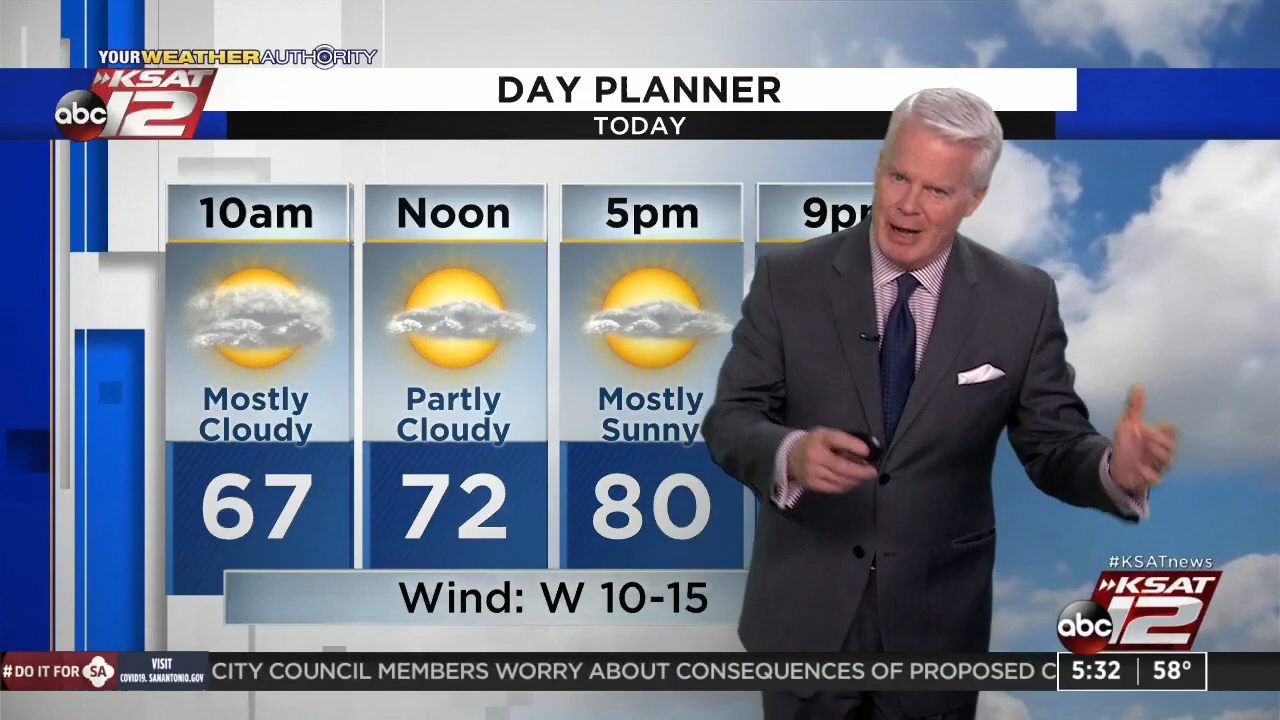 YOURWEATHERAUTHORITY
KSAT
abc 12
DAY PLANNER
TODAY
10am
Noon
5pm
Mostly
Cloudy
Partly
Cloudy
Mostly
Sunny
67
72
80
Wind: W 10-15
#KSATnews
KSAT
abc 12
#DO IT FOR SA
VISIT
COVID19.SANANTONIO.GOV
CITY COUNCIL MEMBERS WORRY ABOUT CONSEQUENCES OF PROPOSED C
5:32
58°